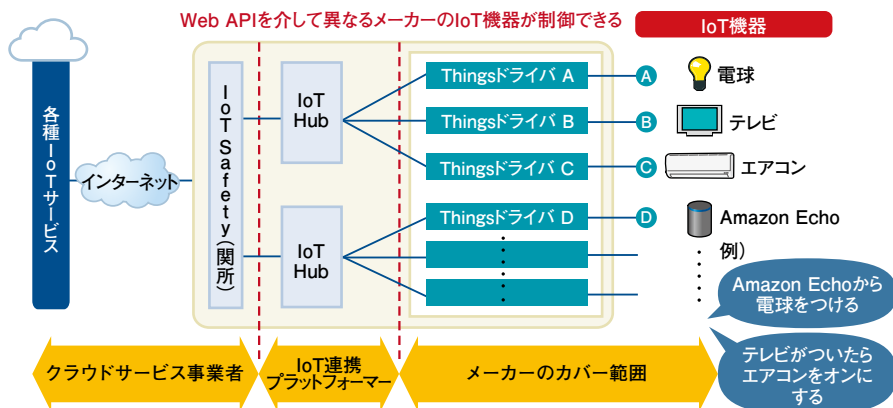 Web APIを介して異なるメーカーのIoT機器が制御できる
IoT機器
各種IoTサービス
インターネット
IoT Safety(関所)
IoT
Hub
IoT
Hub
Thingsドライバ A
Thingsドライバ B
Thingsドライバ C
Thingsドライバ D
A
電球
B
テレビ
C
エアコン
D
Amazon Echo
例)
Amazon Echoから
電球をつける
テレビがついたら
エアコンをオンに
する
クラウドサービス事業者
IoT連携
プラットフォーマー
メーカーのカバー範囲